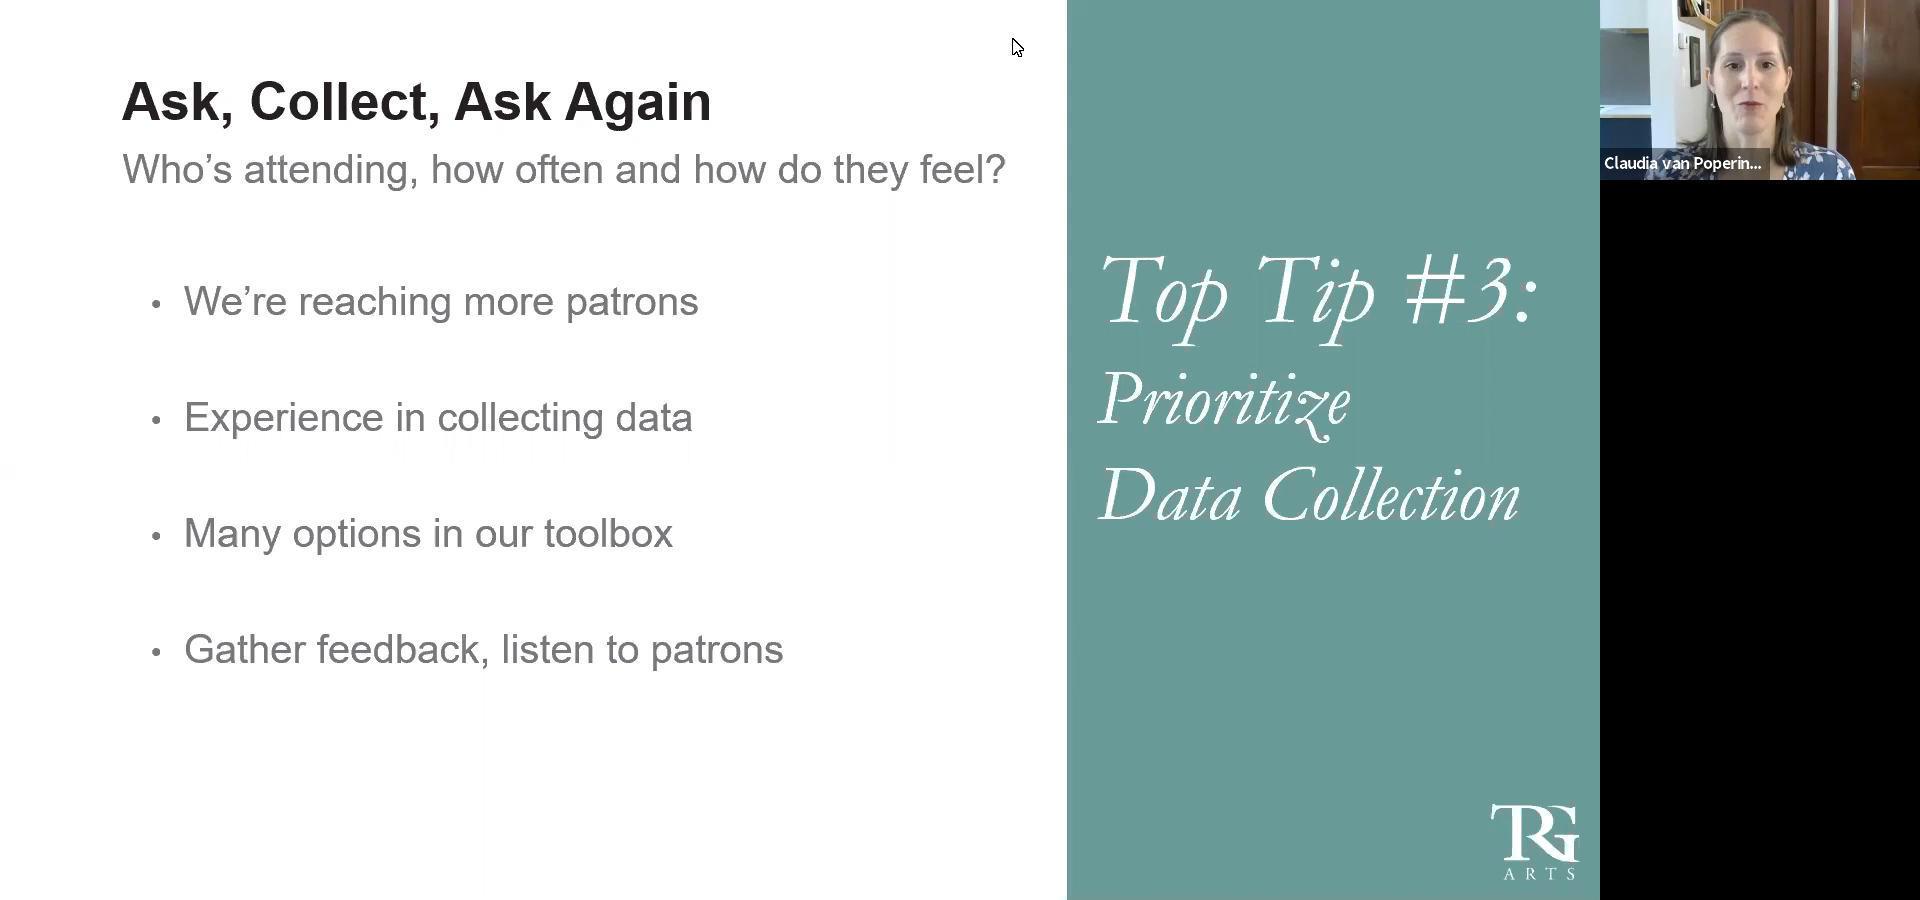 Ask, Collect, Ask Again
Who’s attending, how often and how do they feel?
• We’re reaching more patrons
• Experience in collecting data
• Many options in our toolbox
• Gather feedback, listen to patrons
Top Tip #3:
Prioritize
Data Collection
TRG
ARTS
Claudia van Poperin...